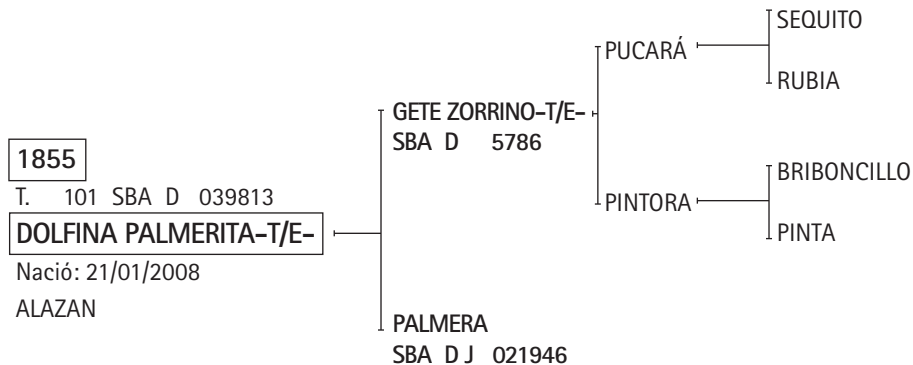 1855
T. 101 SBA D 039813
DOLFINA PALMERITA-T/E-
Nació: 21/01/2008
ALAZAN
GETE ZORRINO-T/E-
SBA D 5786
PALMERA
SBA D J 021946
PUCARÁ
PINTORA
SEQUITO
RUBIA
BRIBONCILLO
PINTA